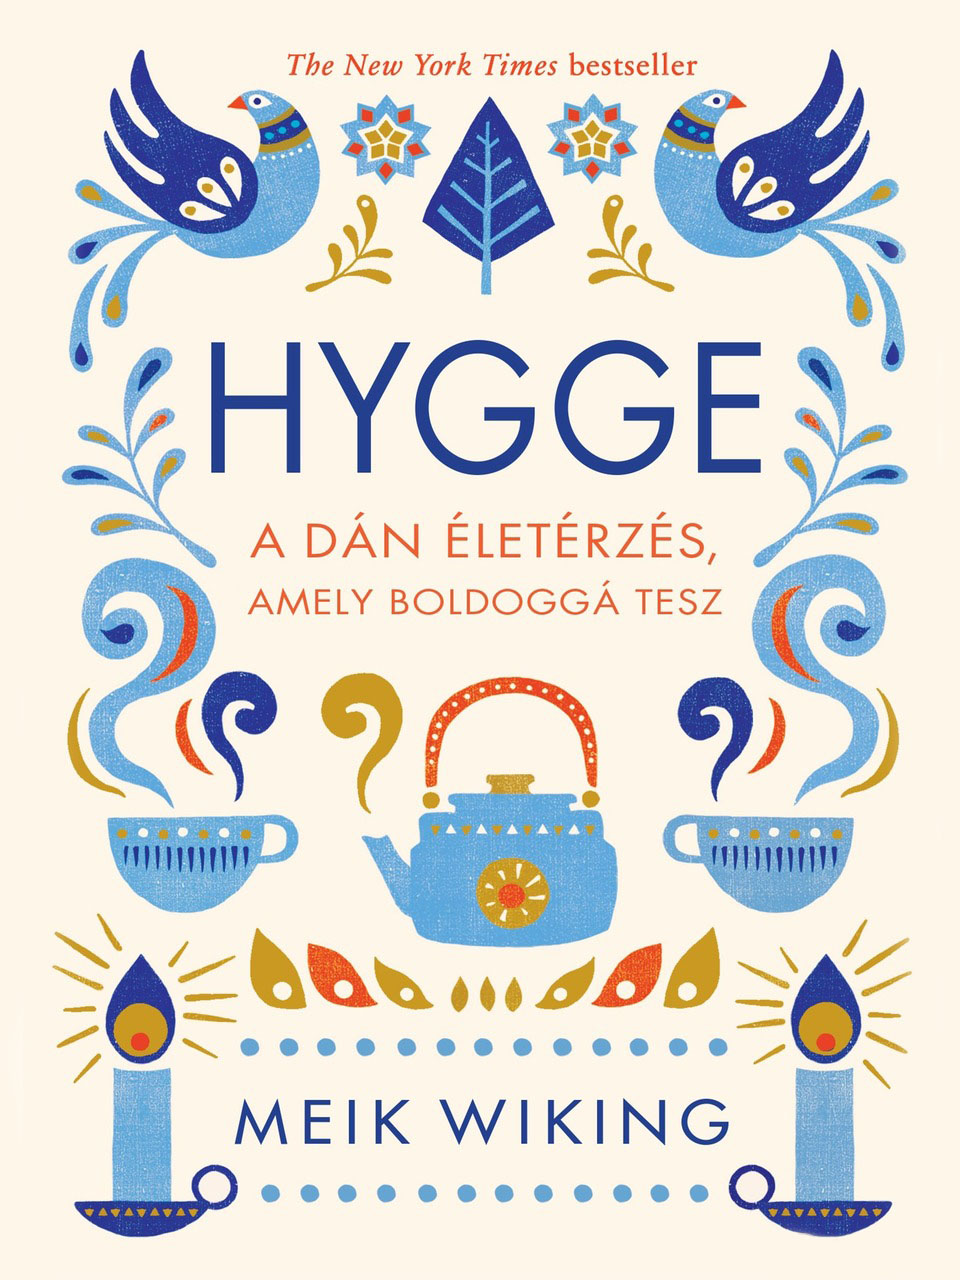 The New York Times bestseller
HYGGE
A DÁN ÉLETÉRZÉS,
AMELY BOLDOGGÁ TESZ
MEIK WIKING